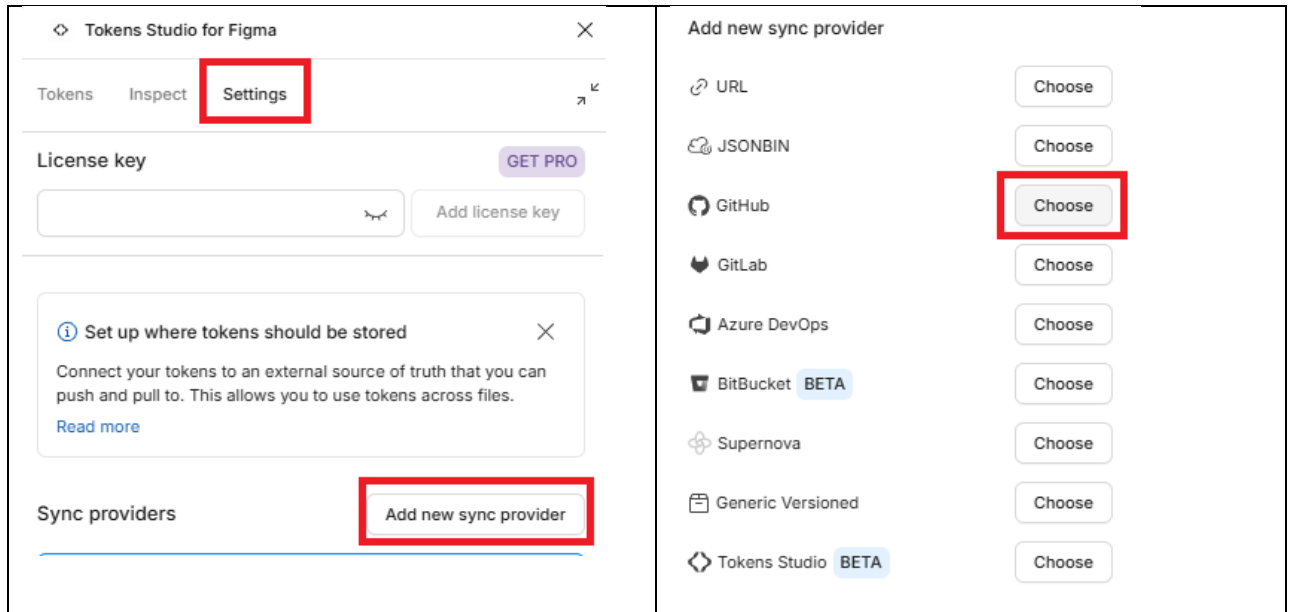 Tokens Studio for Figma
Tokens Inspect Settings
License key GET PRO
Add license key
Set up where tokens should be stored
Connect your tokens to an external source of truth that you can
push and pull to. This allows you to use tokens across files.
Read more
Sync providers Add new sync provider
Add new sync provider
URL Choose
JSONBIN Choose
GitHub Choose
GitLab Choose
Azure DevOps Choose
BitBucket BETA Choose
Supernova Choose
Generic Versioned Choose
Tokens Studio BETA Choose